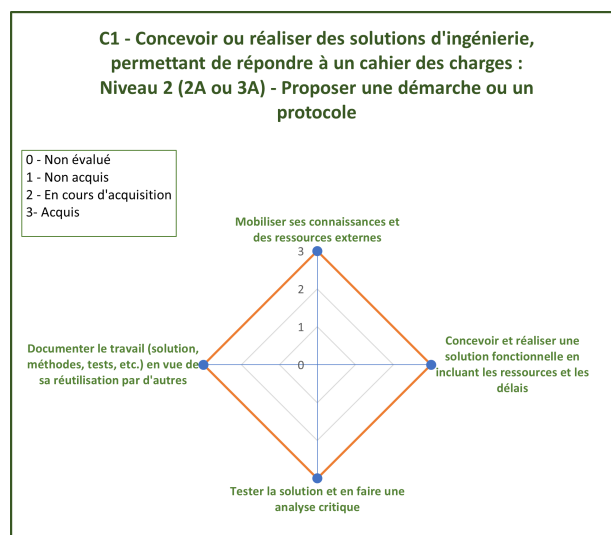 C1 - Concevoir ou réaliser des solutions d'ingénierie,
permettant de répondre à un cahier des charges :
Niveau 2 (2A ou 3A) - Proposer une démarche ou un
protocole
0 - Non évalué
1 - Non acquis
2 - En cours d'acquisition
3- Acquis
Mobiliser ses connaissances et
des ressources externes
3
2
1
0
Documenter le travail (solution,
méthodes, tests, etc.) en vue de
sa réutilisation par d'autres
Concevoir et réaliser une
solution fonctionnelle en
incluant les ressources et les
délais
Tester la solution et en faire une
analyse critique